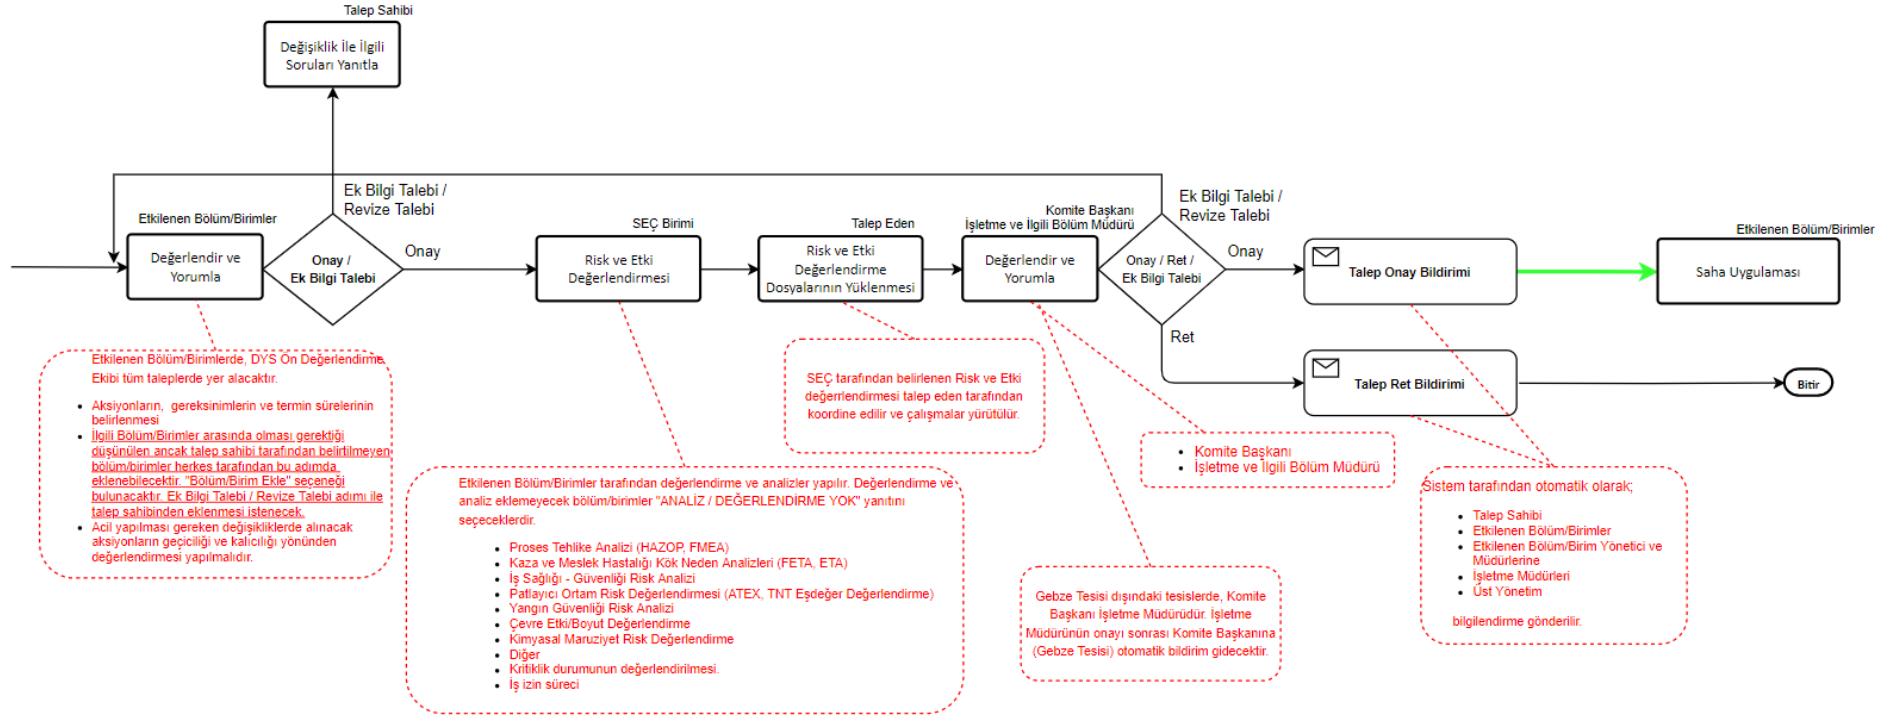 Talep Sahibi
Değişiklik İle İlgili
Soruları Yanıtla
Ek Bilgi Talebi /
Revize Talebi
Etkilenen Bölüm/Birimler
Değerlendir ve
Yorumla
Onay /
Ek Bilgi Talebi
Onay
SEÇ Birimi
Risk ve Etki
Değerlendirmesi
Talep Eden
Risk ve Etki
Değerlendirme
Dosyalarının Yüklenmesi
Komite Başkanı
İşletme ve İlgili Bölüm Müdürü
Değerlendir ve
Yorumla
Ek Bilgi Talebi /
Revize Talebi
Onay / Ret /
Ek Bilgi Talebi
Onay
Ret
Talep Onay Bildirimi
Etkilenen Bölüm/Birimler
Saha Uygulaması
Talep Ret Bildirimi
Bitir
Etkilenen Bölüm/Birimlerde, DYS Ön Değerlendirme
Ekibi tüm taleplerde yer alacaktır.
• Aksiyonların, gereksinimlerin ve termin sürelerinin
belirlenmesi
• İlgili Bölüm/Birimler arasında olması gerektiği
düşünülen ancak talep sahibi tarafından belirtilmeyen
bölüm/birimler herkes tarafından bu adımda
eklenebilecektir. "Bölüm/Birim Ekle" seçeneği
bulunacaktır. Ek Bilgi Talebi / Revize Talebi adımı ile
talep sahibinden eklenmesi istenecek.
• Acil yapılması gereken değişikliklerde alınacak
aksiyonların geçiciliği ve kalıcılığı yönünden
değerlendirmesi yapılmalıdır.
Etkilenen Bölüm/Birimler tarafından değerlendirme ve analizler yapılır. Değerlendirme ve
analiz eklemeyecek bölüm/birimler "ANALİZ / DEĞERLENDİRME YOK" yanıtını
seçeceklerdir.
• Proses Tehlike Analizi (HAZOP, FMEA)
• Kaza ve Meslek Hastalığı Kök Neden Analizleri (FETA, ETA)
• İş Sağlığı - Güvenliği Risk Analizi
• Patlayıcı Ortam Risk Değerlendirmesi (ATEX, TNT Eşdeğer Değerlendirme)
• Yangın Güvenliği Risk Analizi
• Çevre Etki/Boyut Değerlendirme
• Kimyasal Maruziyet Risk Değerlendirme
• Diğer
• Kritiklik durumunun değerlendirilmesi.
• İş izin süreci
SEÇ tarafından belirlenen Risk ve Etki
değerrlendirmesi talep eden tarafından
koordine edilir ve çalışmalar yürütülür.
• Komite Başkanı
• İşletme ve İlgili Bölüm Müdürü
Gebze Tesisi dışındaki tesislerde, Komite
Başkanı İşletme Müdürüdür. İşletme
Müdürünün onayı sonrası Komite Başkanına
(Gebze Tesisi) otomatik bildirim gidecektir.
Sistem tarafından otomatik olarak;
• Talep Sahibi
• Etkilenen Bölüm/Birimler
• Etkilenen Bölüm/Birim Yönetici ve
Müdürlerine
• İşletme Müdürleri
• Üst Yönetim
bilgilendirme gönderilir.